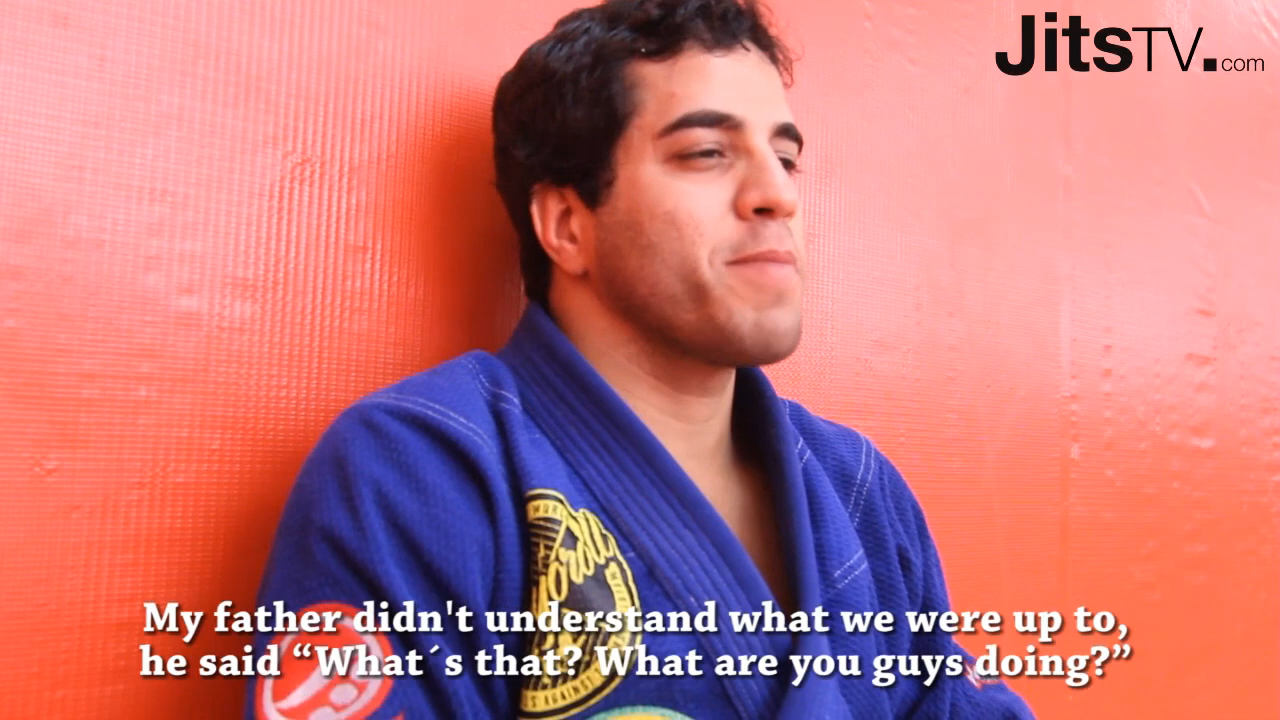 JitsTV.com
My father didn't understand what we were up to,
he said “What´s that? What are you guys doing?”